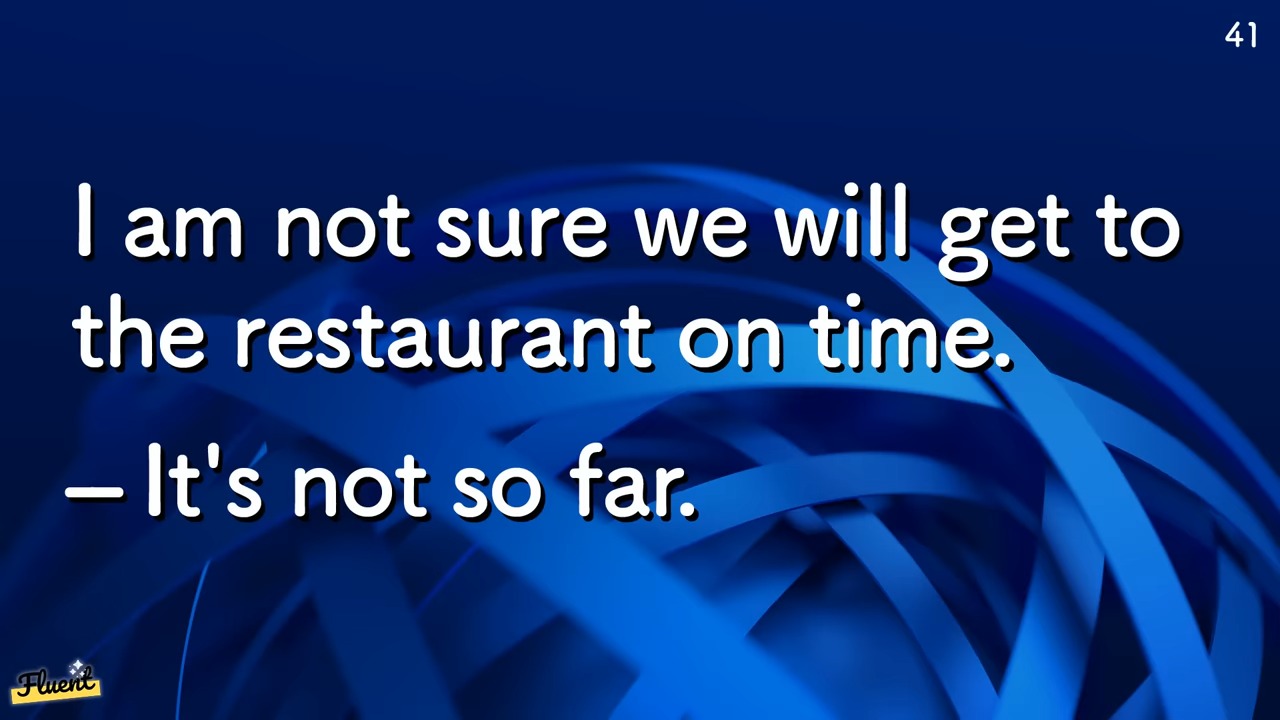 41
I am not sure we will get to
the restaurant on time.
– It's not so far.
Fluent